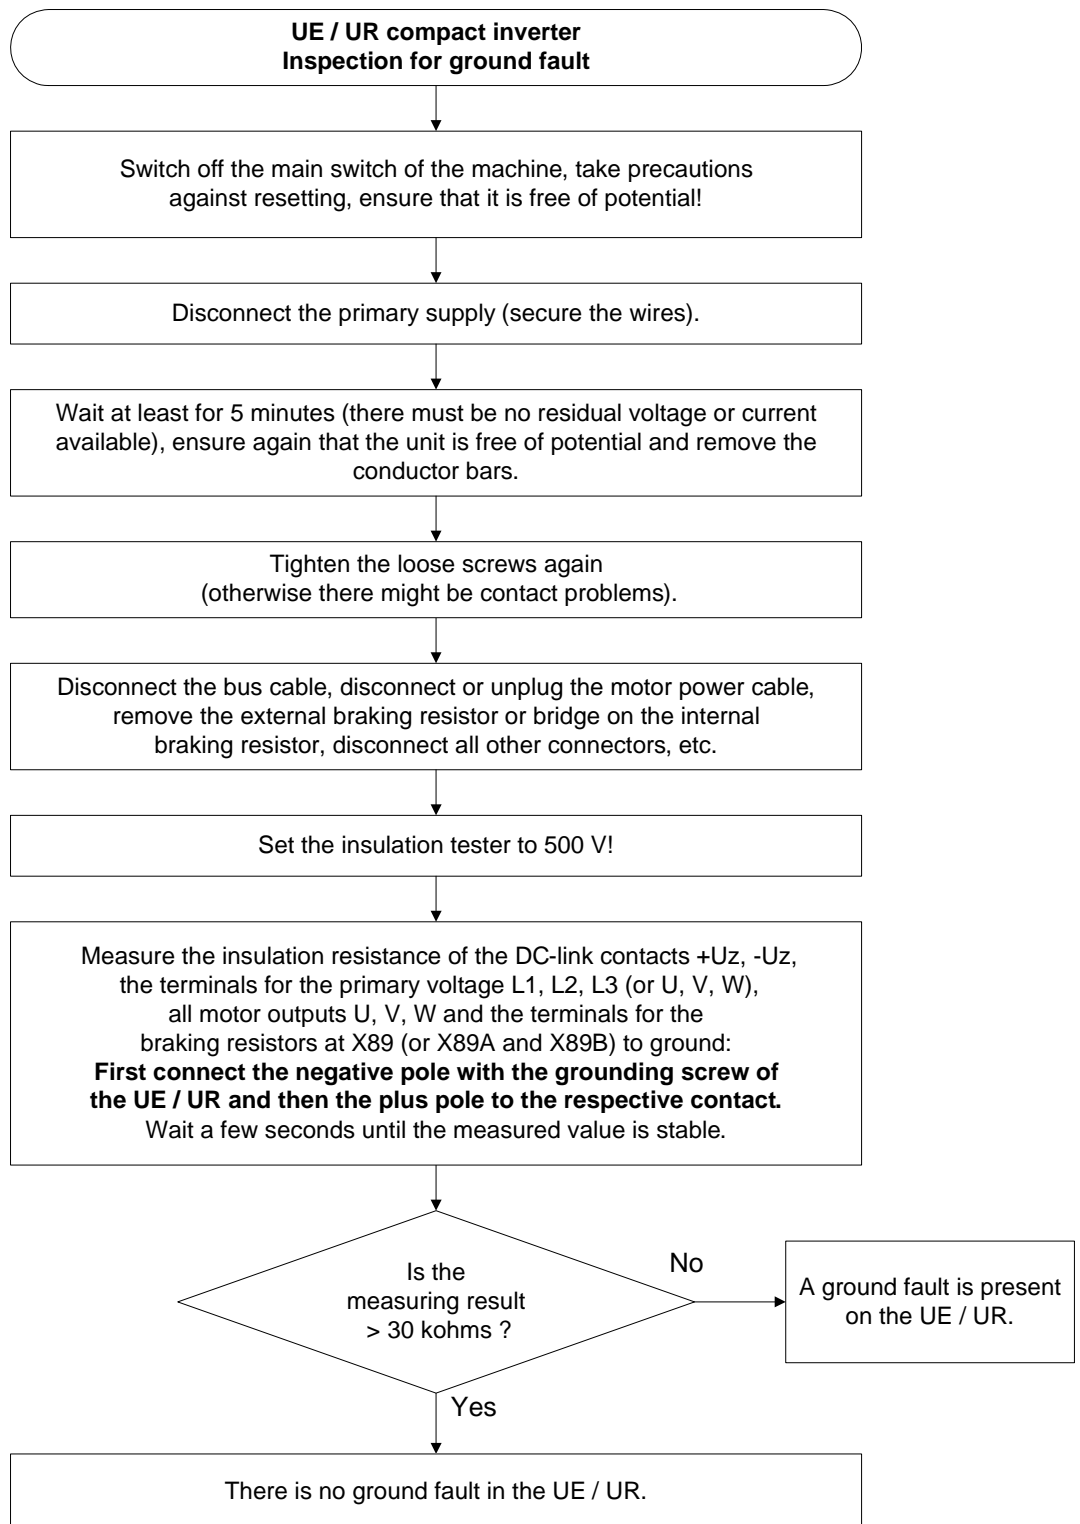 UE / UR compact inverter
Inspection for ground fault
Switch off the main switch of the machine, take precautions
against resetting, ensure that it is free of potential!
Disconnect the primary supply (secure the wires).
Wait at least for 5 minutes (there must be no residual voltage or current
available), ensure again that the unit is free of potential and remove the
conductor bars.
Tighten the loose screws again
(otherwise there might be contact problems).
Disconnect the bus cable, disconnect or unplug the motor power cable,
remove the external braking resistor or bridge on the internal
braking resistor, disconnect all other connectors, etc.
Set the insulation tester to 500 V!
Measure the insulation resistance of the DC-link contacts +Uz, -Uz,
the terminals for the primary voltage L1, L2, L3 (or U, V, W),
all motor outputs U, V, W and the terminals for the
braking resistors at X89 (or X89A and X89B) to ground:
First connect the negative pole with the grounding screw of
the UE / UR and then the plus pole to the respective contact.
Wait a few seconds until the measured value is stable.
Is the
measuring result
> 30 kohms ?
No
A ground fault is present
on the UE / UR.
Yes
There is no ground fault in the UE / UR.